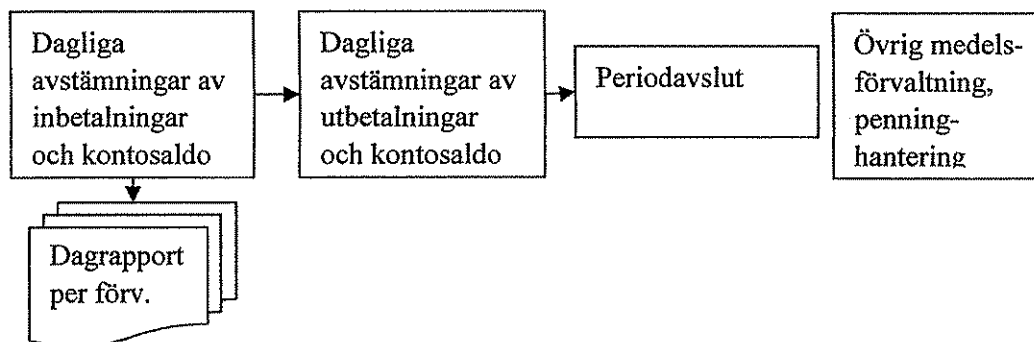 Dagliga
avstämningar av
inbetalningar
och kontosaldo
Dagliga
avstämningar av
utbetalningar
och kontosaldo
Periodavslut
Övrig medels-
förvaltning,
penning-
hantering
Dagrapport
per förv.